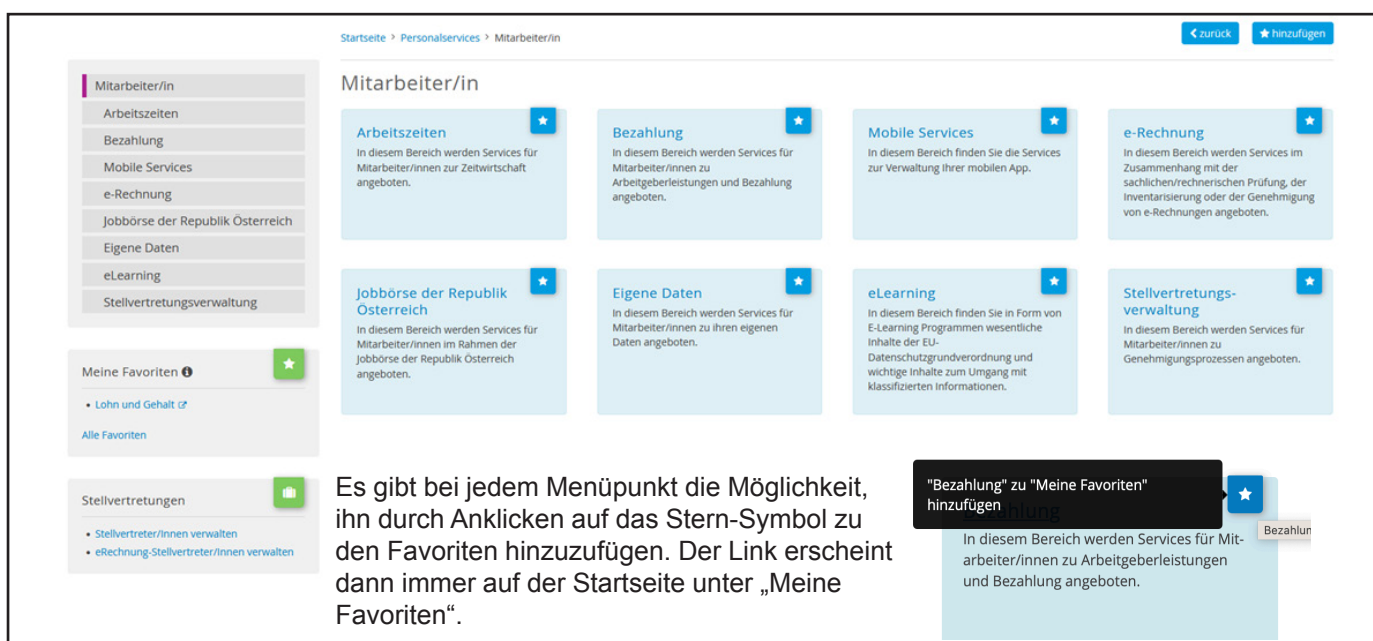 Startseite > Personalservices > Mitarbeiter/in
zurück
hinzufügen
Mitarbeiter/in
Arbeitszeiten
Bezahlung
Mobile Services
e-Rechnung
Jobbörse der Republik Österreich
Eigene Daten
eLearning
Stellvertretungsverwaltung
Meine Favoriten
• Lohn und Gehalt
Alle Favoriten
Stellvertretungen
• Stellvertreter/innen verwalten
• eRechnung-Stellvertreter/innen verwalten
Mitarbeiter/in
Arbeitszeiten
In diesem Bereich werden Services für
Mitarbeiter/innen zur Zeitwirtschaft
angeboten.
Bezahlung
In diesem Bereich werden Services für
Mitarbeiter/innen zu
Arbeitgeberleistungen und Bezahlung
angeboten.
Mobile Services
In diesem Bereich finden Sie die Services
zur Verwaltung Ihrer mobilen App.
e-Rechnung
In diesem Bereich werden Services im
Zusammenhang mit der
sachlichen/rechnerischen Prüfung, der
Inventarisierung oder der Genehmigung
von e-Rechnungen angeboten.
Jobbörse der Republik
Österreich
In diesem Bereich werden Services für
Mitarbeiter/innen im Rahmen der
Jobbörse der Republik Österreich
angeboten.
Eigene Daten
In diesem Bereich werden Services für
Mitarbeiter/innen zu ihren eigenen
Daten angeboten.
eLearning
In diesem Bereich finden Sie in Form von
E-Learning Programmen wesentliche
Inhalte der EU-
Datenschutzgrundverordnung und
wichtige Inhalte zum Umgang mit
klassifizierten Informationen.
Stellvertretungs-
verwaltung
In diesem Bereich werden Services für
Mitarbeiter/innen zu
Genehmigungsprozessen angeboten.
Es gibt bei jedem Menüpunkt die Möglichkeit,
ihn durch Anklicken auf das Stern-Symbol zu
den Favoriten hinzuzufügen. Der Link erscheint
dann immer auf der Startseite unter „Meine
Favoriten“.
"Bezahlung" zu "Meine Favoriten"
hinzufügen
Bezahlung
In diesem Bereich werden Services für Mit-
arbeiter/innen zu Arbeitgeberleistungen
und Bezahlung angeboten.